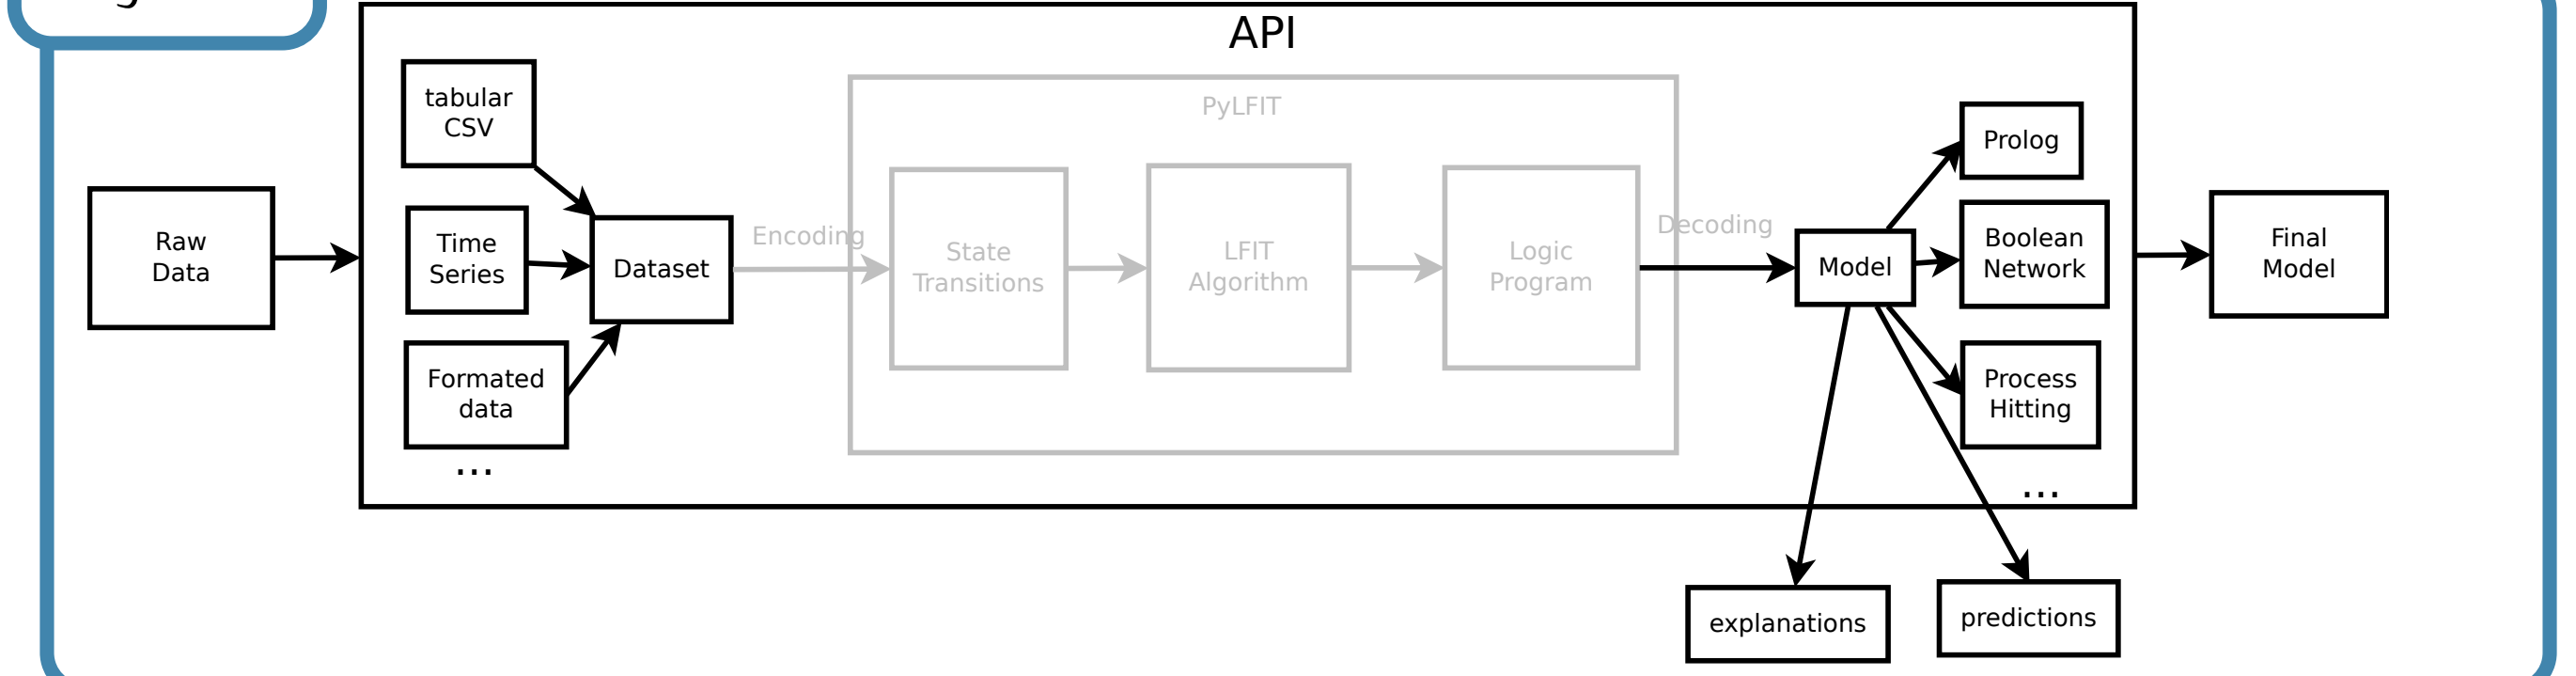 API
tabular
CSV
PyLFIT
Prolog
Raw
Data
Time
Series
Dataset
Encoding
State
Transitions
LFIT
Algorithm
Logic
Program
Decoding
Model
Boolean
Network
Final
Model
Formated
data
...
Process
Hitting
...
explanations
predictions